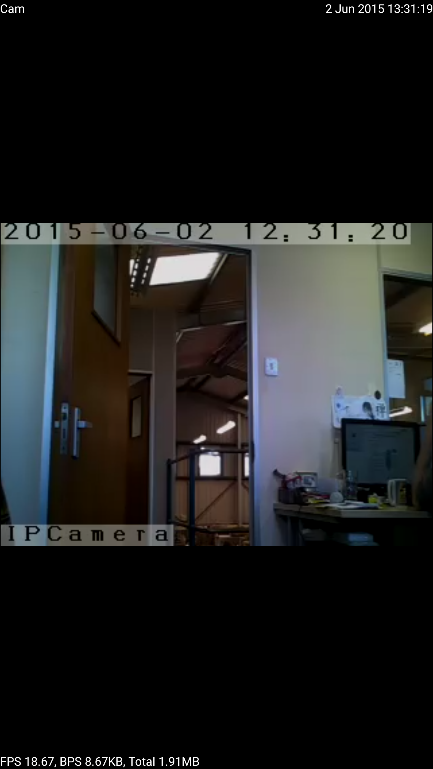 Cam 2 Jun 2015 13:31:19
2015-06-02 12:31:20
IPCamera
FPS 18.67, BPS 8.67KB, Total 1.91MB